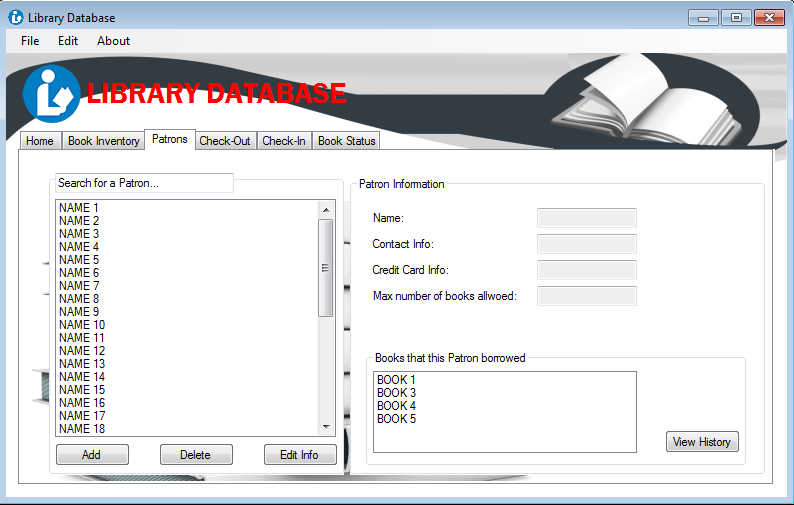 Library Database
File Edit About
LIBRARY DATABASE
Home Book Inventory Patrons Check-Out Check-In Book Status
Search for a Patron...
NAME 1
NAME 2
NAME 3
NAME 4
NAME 5
NAME 6
NAME 7
NAME 8
NAME 9
NAME 10
NAME 11
NAME 12
NAME 13
NAME 14
NAME 15
NAME 16
NAME 17
NAME 18
Add Delete Edit Info
Patron Information
Name:
Contact Info:
Credit Card Info:
Max number of books allwoed:
Books that this Patron borrowed
BOOK 1
BOOK 3
BOOK 4
BOOK 5
View History